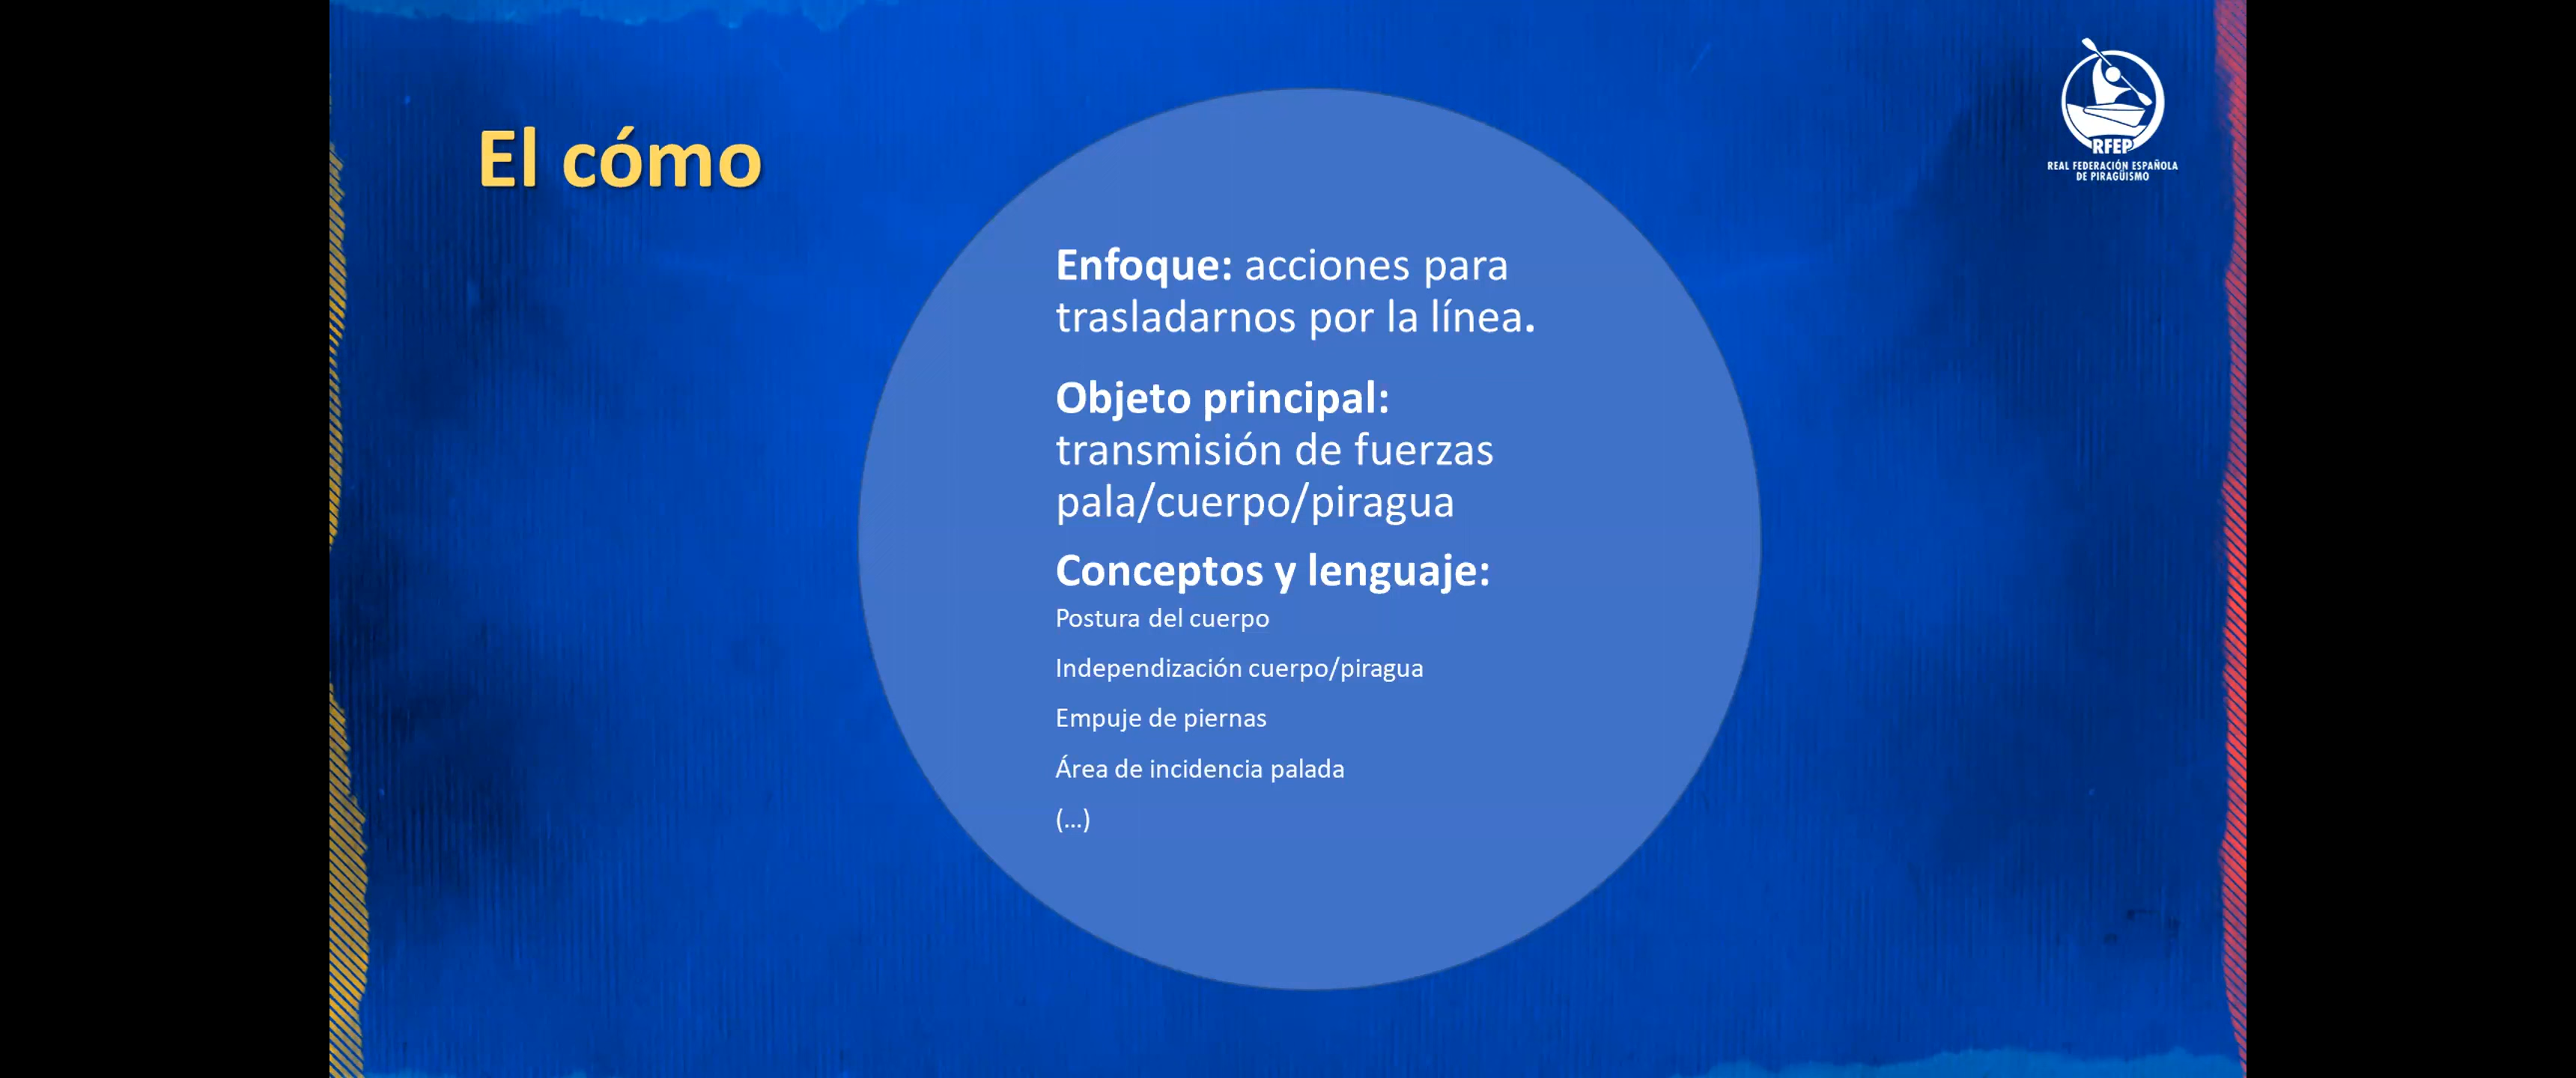 El cómo
RFEP
REAL FEDERACIÓN ESPAÑOLA
DE PIRAGÜISMO
Enfoque: acciones para
trasladarnos por la línea.
Objeto principal:
transmisión de fuerzas
pala/cuerpo/piragua
Conceptos y lenguaje:
Postura del cuerpo
Independización cuerpo/piragua
Empuje de piernas
Área de incidencia palada
(...)